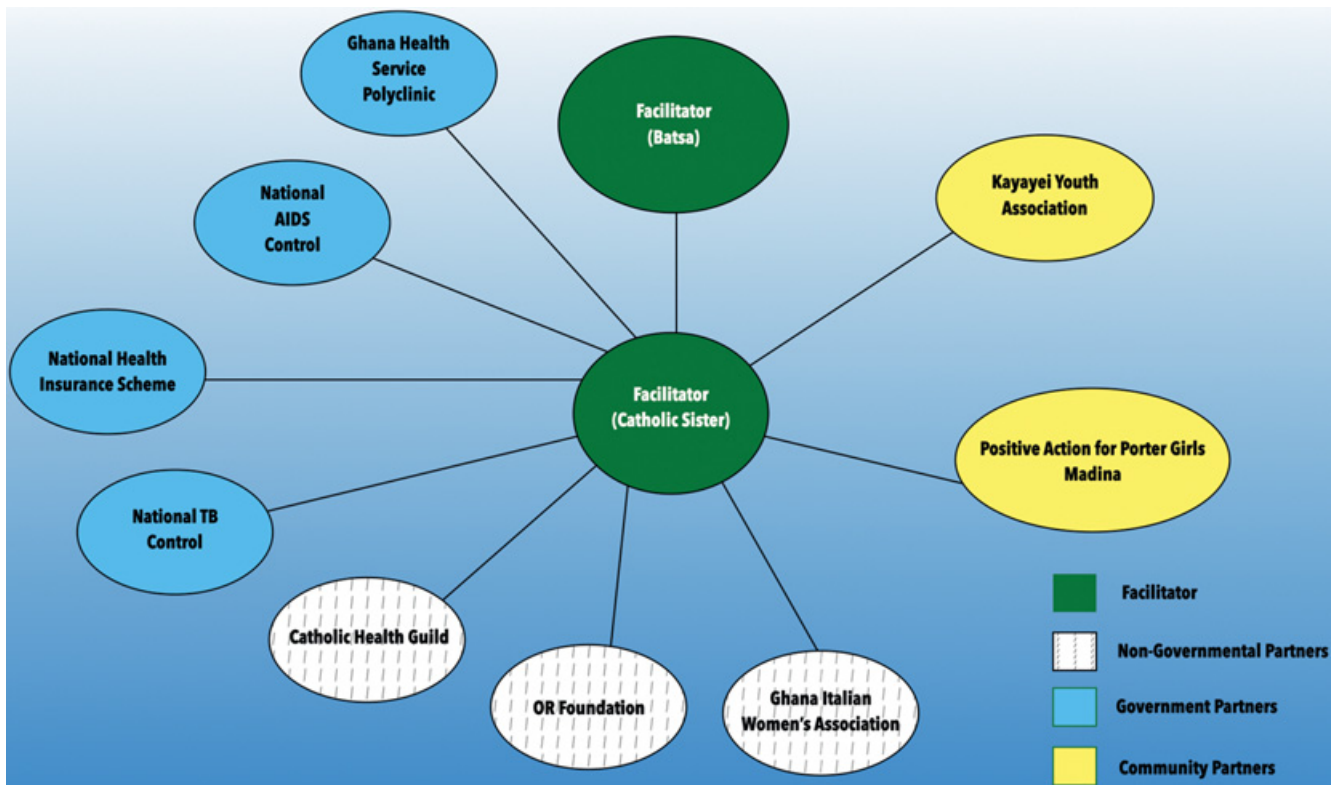 Ghana Health
Service
Polyclinic
Facilitator
(Batsa)
National
AIDS
Control
Kayayei Youth
Association
National Health
Insurance Scheme
Facilitator
(Catholic Sister)
Positive Action for Porter Girls
Madina
National TB
Control
Catholic Health Guild
OR Foundation
Ghana Italian
Women's Association
Facilitator
Non-Governmental Partners
Government Partners
Community Partners